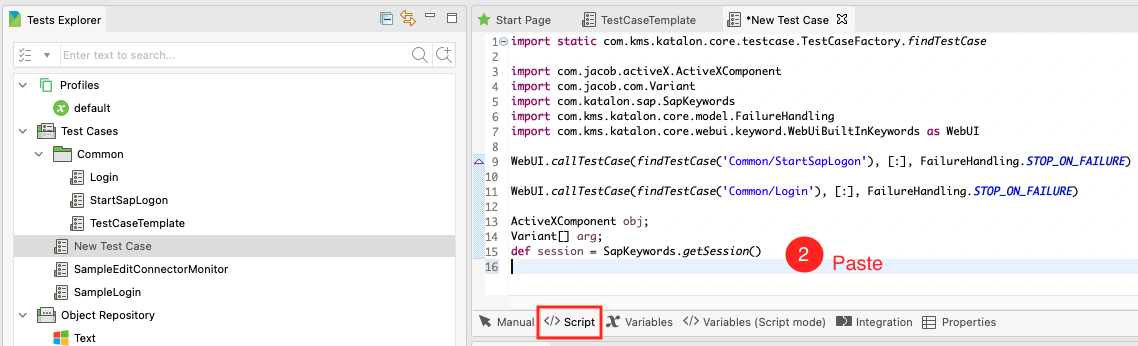 Tests Explorer
Enter text to search...
Profiles
default
Test Cases
Common
Login
StartSapLogon
TestCaseTemplate
New Test Case
SampleEditConnectorMonitor
SampleLogin
Object Repository
Text
Start Page TestCaseTemplate *New Test Case
1 import static com.kms.katalon.core.testcase.TestCaseFactory.findTestCase
2
3 import com.jacob.activeX.ActiveXComponent
4 import com.jacob.com.Variant
5 import com.katalon.sap.SapKeywords
6 import com.kms.katalon.core.model.FailureHandling
7 import com.kms.katalon.core.webui.keyword.WebUiBuiltInKeywords as WebUI
8
9 WebUI.callTestCase(findTestCase('Common/StartSapLogon'), [:], FailureHandling.STOP_ON_FAILURE)
10
11 WebUI.callTestCase(findTestCase('Common/Login'), [:], FailureHandling.STOP_ON_FAILURE)
12
13 ActiveXComponent obj;
14 Variant[] arg;
15 def session = SapKeywords.getSession()
16
2 Paste
Manual </> Script Variables </> Variables (Script mode) Integration Properties